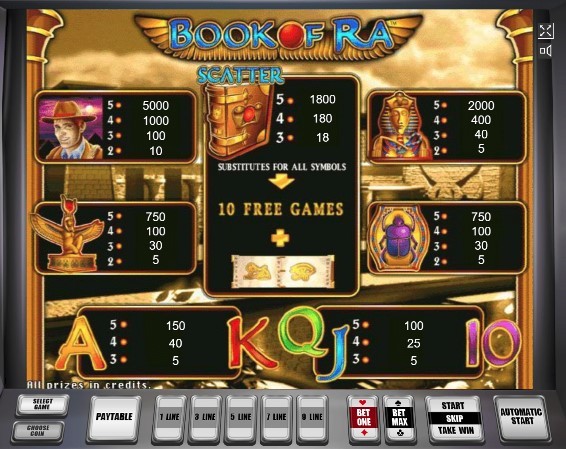 BOOK OF RA™
SCATTER
5 5000
4 1000
3 100
2 10
5 1800
4 180
3 18
SUBSTITUTES FOR ALL SYMBOLS
10 FREE GAMES
+
5 2000
4 400
3 40
2 5
5 750
4 100
3 30
2 5
5 750
4 100
3 30
2 5
A K
5 150
4 40
3 5
Q J 10
5 100
4 25
3 5
All prizes in credits.
SELECT GAME
CHOOSE COIN
PAYTABLE
1 LINE
3 LINE
5 LINE
7 LINE
9 LINE
BET ONE
BET MAX
START
SKIP
TAKE WIN
AUTOMATIC START